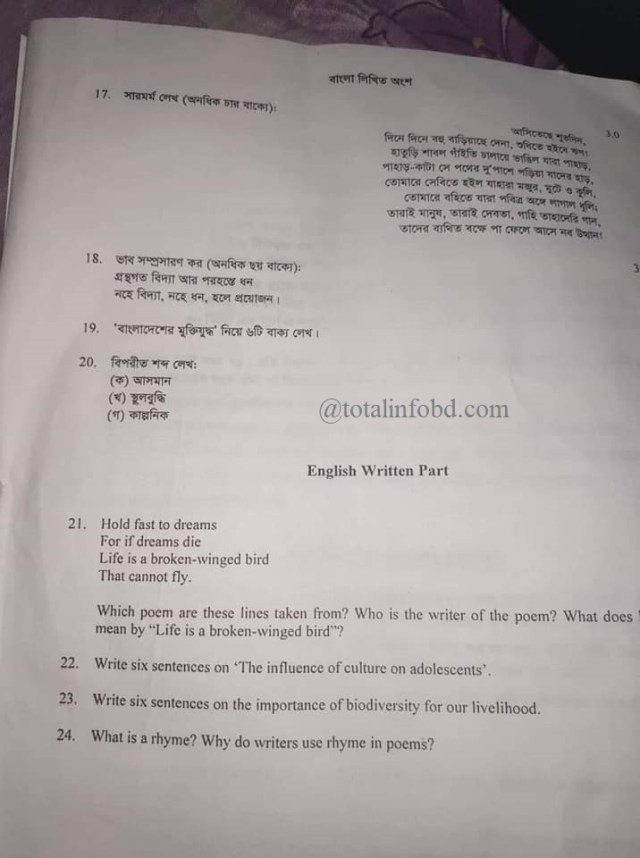 বাংলা লিখিত অংশ
17. সারমর্ম লেখ (অনধিক চার বাক্যে):
3.0
আসিতেছে শুভদিন,
দিনে দিনে বহু বাড়িয়াছে দেনা, শুধিতে হইবে ঋণ!
হাতুড়ি শাবল গাঁইতি চালায়ে ভাঙিল যারা পাহাড়,
পাহাড়-কাটা সে পথের দু'পাশে পড়িয়া যাদের হাড়,
তোমারে সেবিতে হইল যাহারা মজুর, মুটে ও কুলি,
তোমারে বহিতে যারা পবিত্র অঙ্গে লাগাল ধূলি;
তারাই মানুষ, তারাই দেবতা, গাহি তাহাদেরি গান,
তাদের ব্যথিত বক্ষে পা ফেলে আসে নব উত্থান!
18. ভাব সম্প্রসারণ কর (অনধিক ছয় বাক্যে):
3
গ্রন্থগত বিদ্যা আর পরহস্তে ধন
নহে বিদ্যা, নহে ধন, হলে প্রয়োজন।
19. 'বাংলাদেশের মুক্তিযুদ্ধ' নিয়ে ৬টি বাক্য লেখ।
20. বিপরীত শব্দ লেখ:
(ক) আসমান
(খ) স্থূলবুদ্ধি
(গ) কাল্পনিক
@totalinfobd.com
English Written Part
21. Hold fast to dreams
For if dreams die
Life is a broken-winged bird
That cannot fly.
Which poem are these lines taken from? Who is the writer of the poem? What does
mean by “Life is a broken-winged bird”?
22. Write six sentences on ‘The influence of culture on adolescents’.
23. Write six sentences on the importance of biodiversity for our livelihood.
24. What is a rhyme? Why do writers use rhyme in poems?